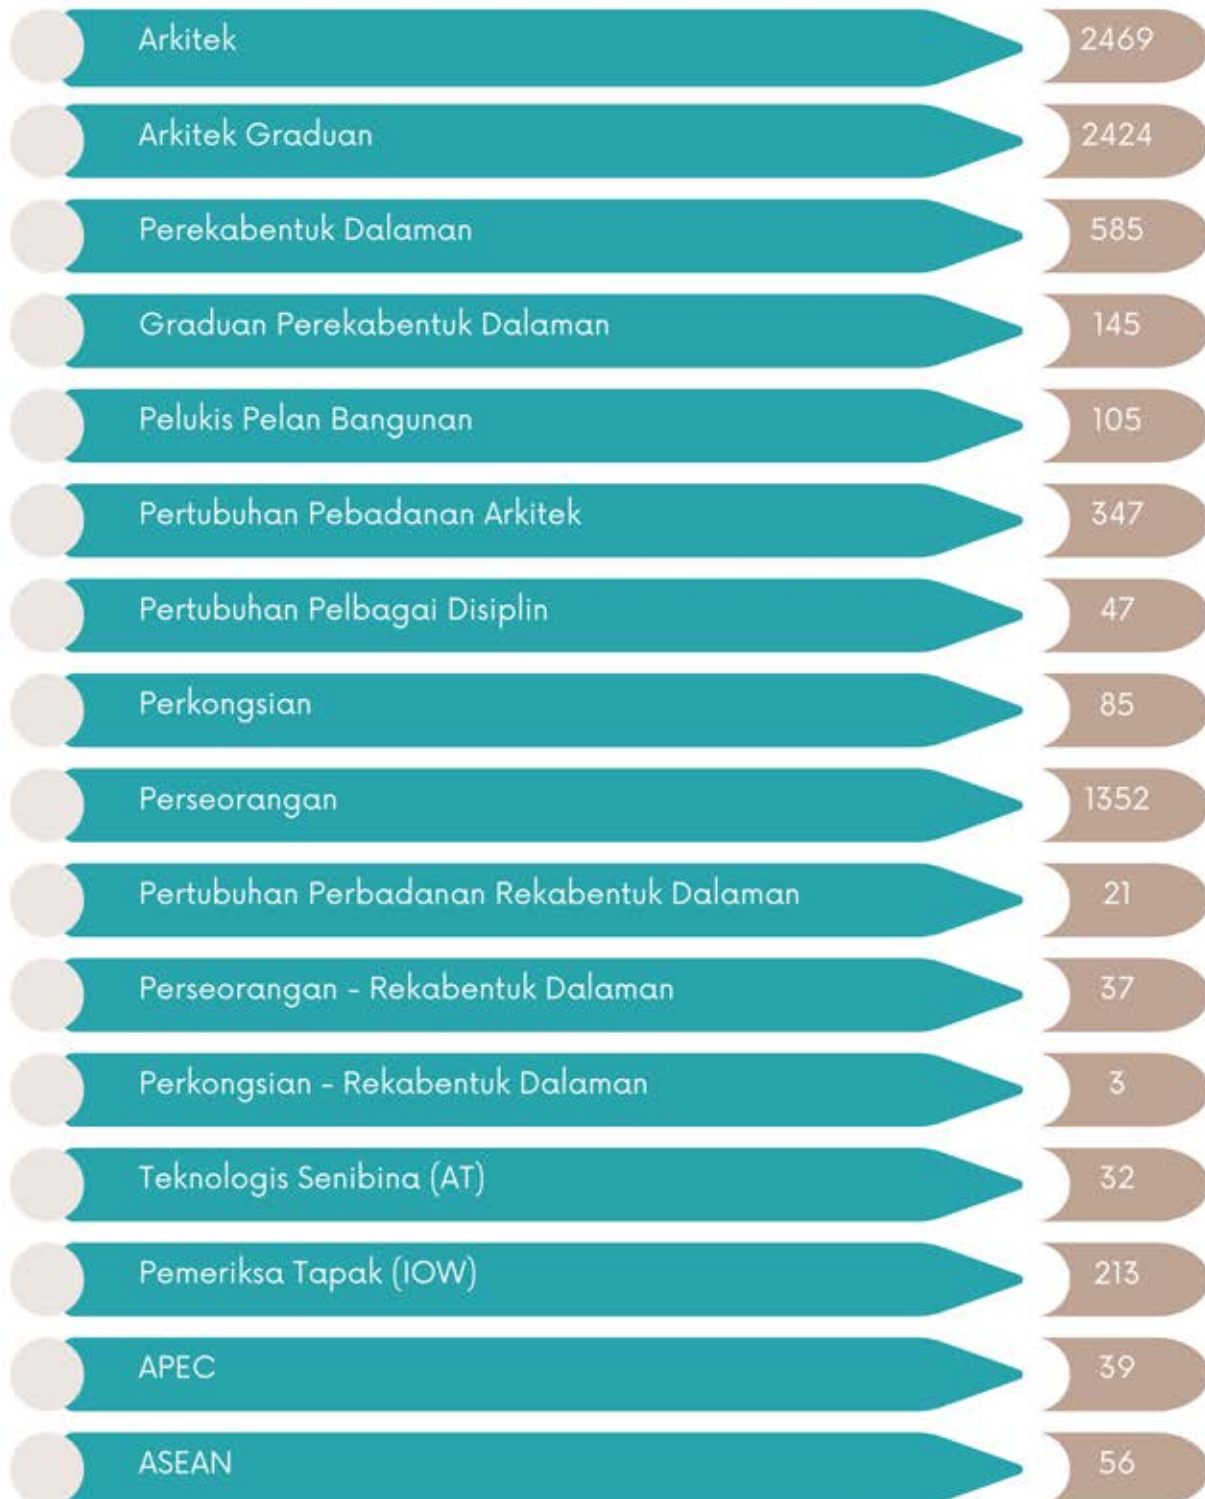 Arkitek 2469
Arkitek Graduan 2424
Perekabentuk Dalaman 585
Graduan Perekabentuk Dalaman 145
Pelukis Pelan Bangunan 105
Pertubuhan Pebadanan Arkitek 347
Pertubuhan Pelbagai Disiplin 47
Perkongsian 85
Perseorangan 1352
Pertubuhan Perbadanan Rekabentuk Dalaman 21
Perseorangan - Rekabentuk Dalaman 37
Perkongsian - Rekabentuk Dalaman 3
Teknologis Senibina (AT) 32
Pemeriksa Tapak (IOW) 213
APEC 39
ASEAN 56